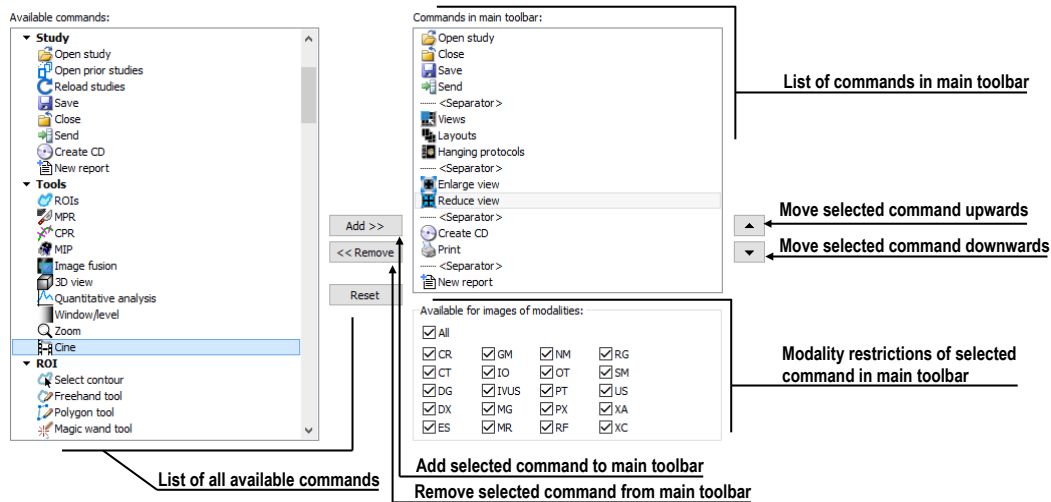 Available commands:
Study
Open study
Open prior studies
Reload studies
Save
Close
Send
Create CD
New report
Tools
ROIs
MPR
CPR
MIP
Image fusion
3D view
Quantitative analysis
Window/level
Zoom
Cine
ROI
Select contour
Freehand tool
Polygon tool
Magic wand tool
Add >>
<< Remove
Reset
Commands in main toolbar:
Open study
Close
Save
Send
<Separator>
Views
Layouts
Hanging protocols
<Separator>
Enlarge view
Reduce view
<Separator>
Create CD
Print
<Separator>
New report
Available for images of modalities:
All
CR GM NM RG
CT IO OT SM
DG IVUS PT US
DX MG PX XA
ES MR RF XC
List of commands in main toolbar
Move selected command upwards
Move selected command downwards
Modality restrictions of selected
command in main toolbar
List of all available commands
Add selected command to main toolbar
Remove selected command from main toolbar